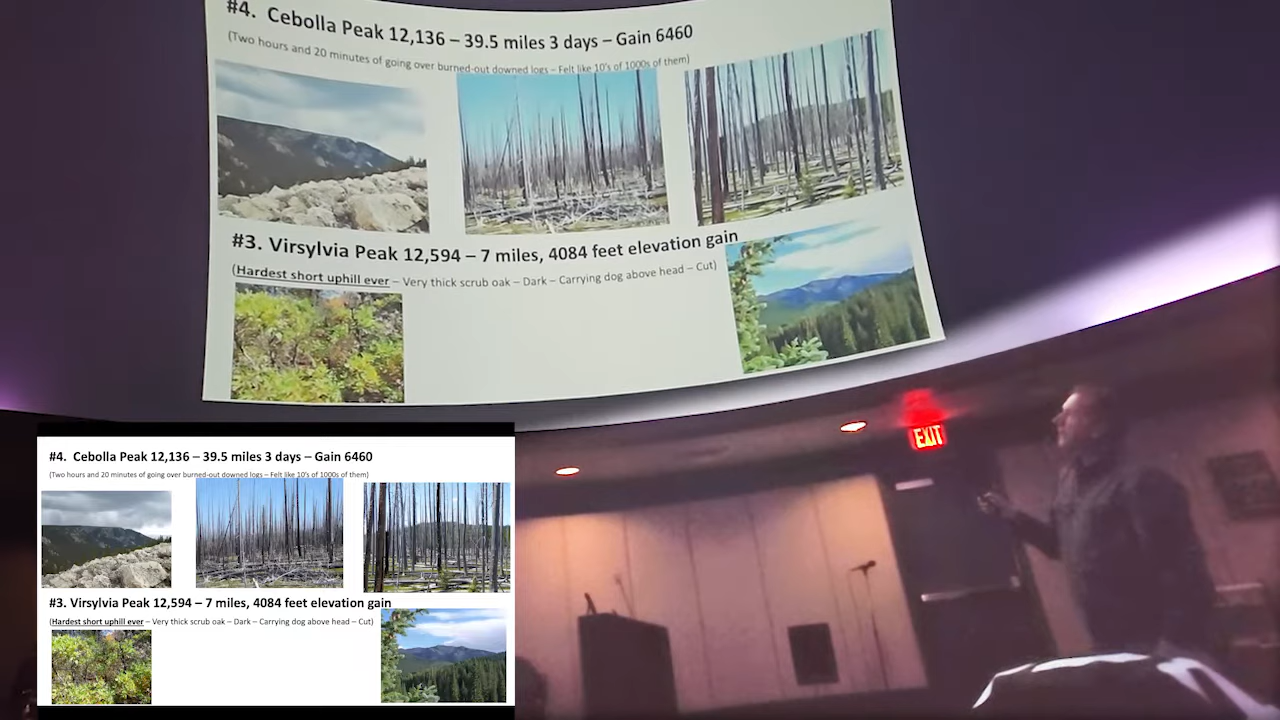 #4. Cebolla Peak 12,136 – 39.5 miles 3 days – Gain 6460
(Two hours and 20 minutes of going over burned-out downed logs – Felt like 10's of 1000s of them)
#3. Virsylvia Peak 12,594 – 7 miles, 4084 feet elevation gain
(Hardest short uphill ever – Very thick scrub oak – Dark – Carrying dog above head – Cut)
EXIT
#4. Cebolla Peak 12,136 – 39.5 miles 3 days – Gain 6460
(Two hours and 20 minutes of going over burned-out downed logs – Felt like 10's of 1000s of them)
#3. Virsylvia Peak 12,594 – 7 miles, 4084 feet elevation gain
(Hardest short uphill ever – Very thick scrub oak – Dark – Carrying dog above head – Cut)